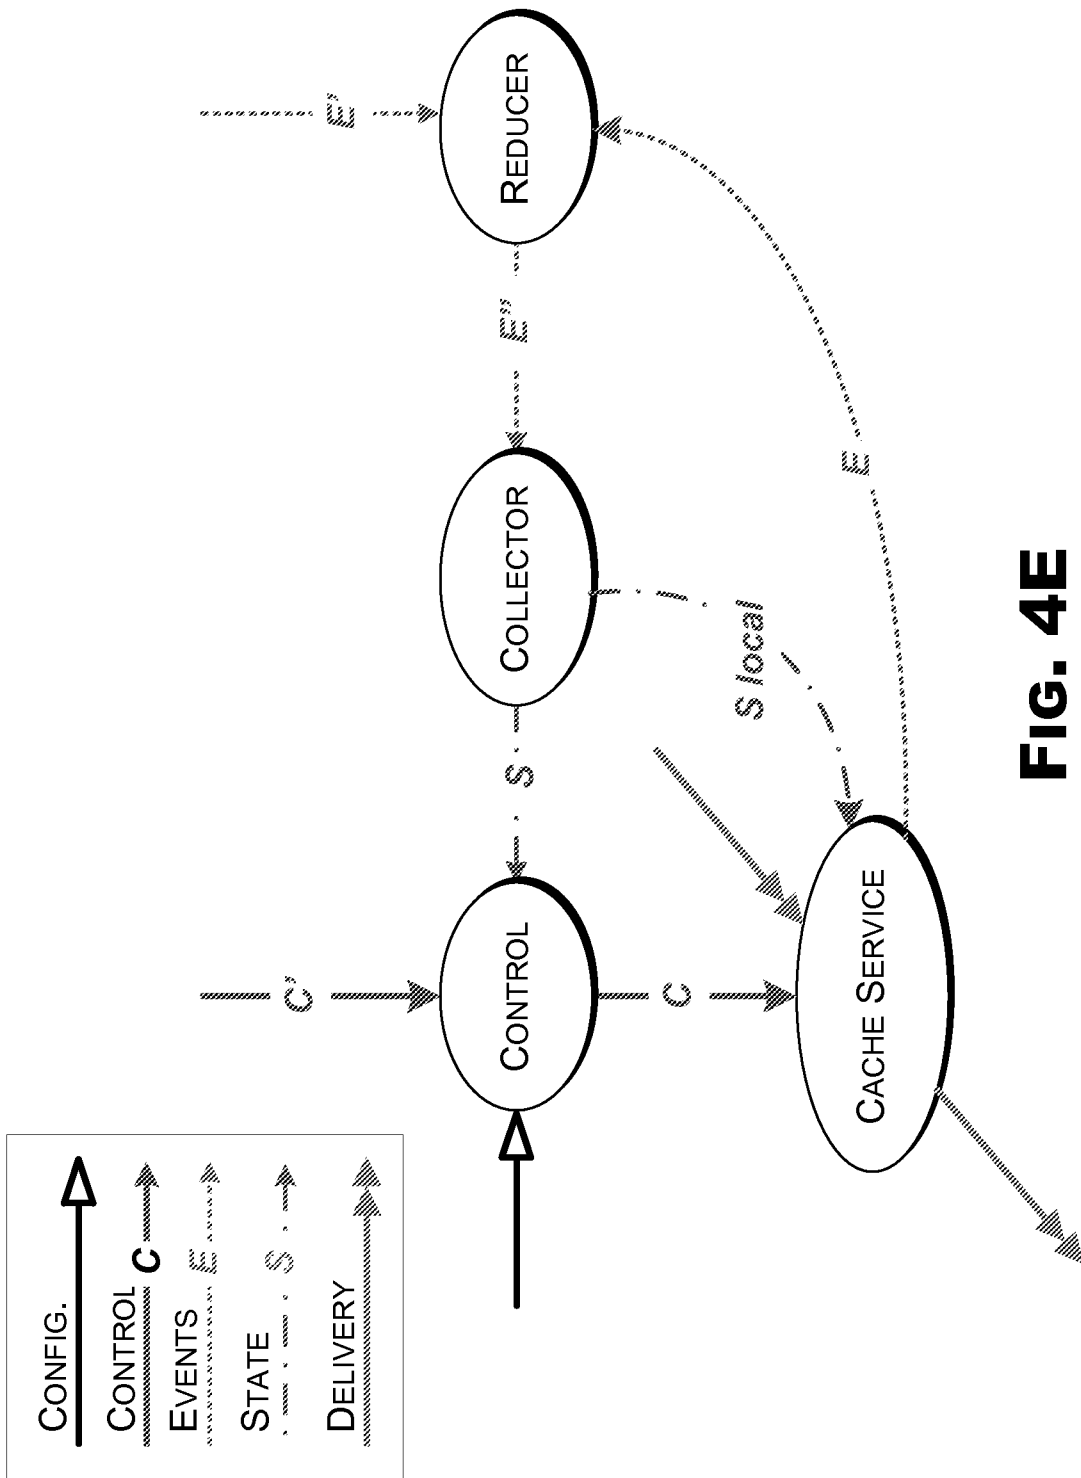 CONFIG.
CONTROL
C
EVENTS
E
STATE
S
DELIVERY
C'
E'
CONTROL
S
COLLECTOR
E"
REDUCER
C
S local
E
CACHE SERVICE
FIG. 4E